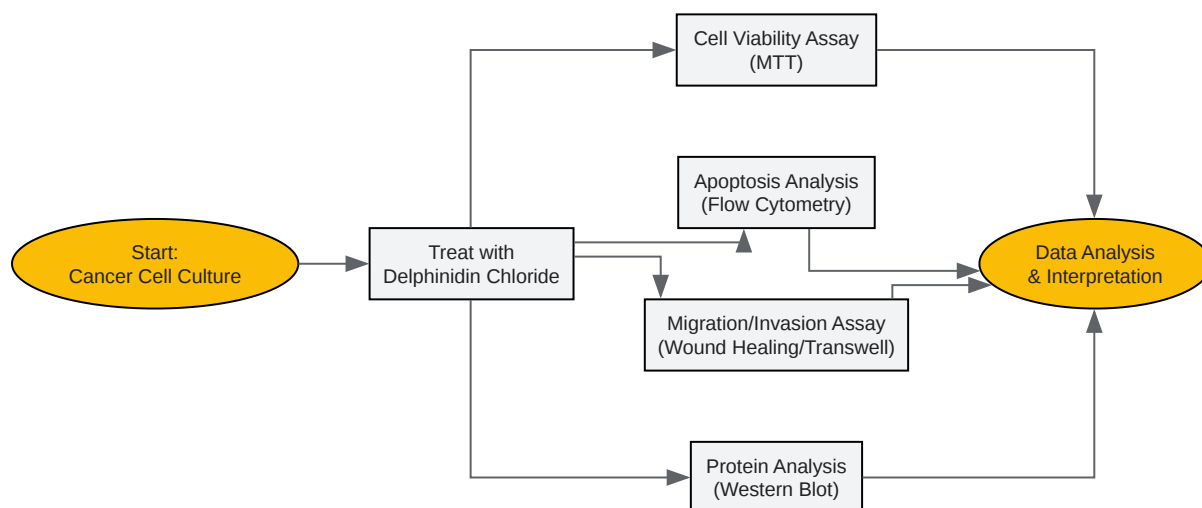 Start:
Cancer Cell Culture
Treat with
Delphinidin Chloride
Cell Viability Assay
(MTT)
Apoptosis Analysis
(Flow Cytometry)
Migration/Invasion Assay
(Wound Healing/Transwell)
Protein Analysis
(Western Blot)
Data Analysis
& Interpretation